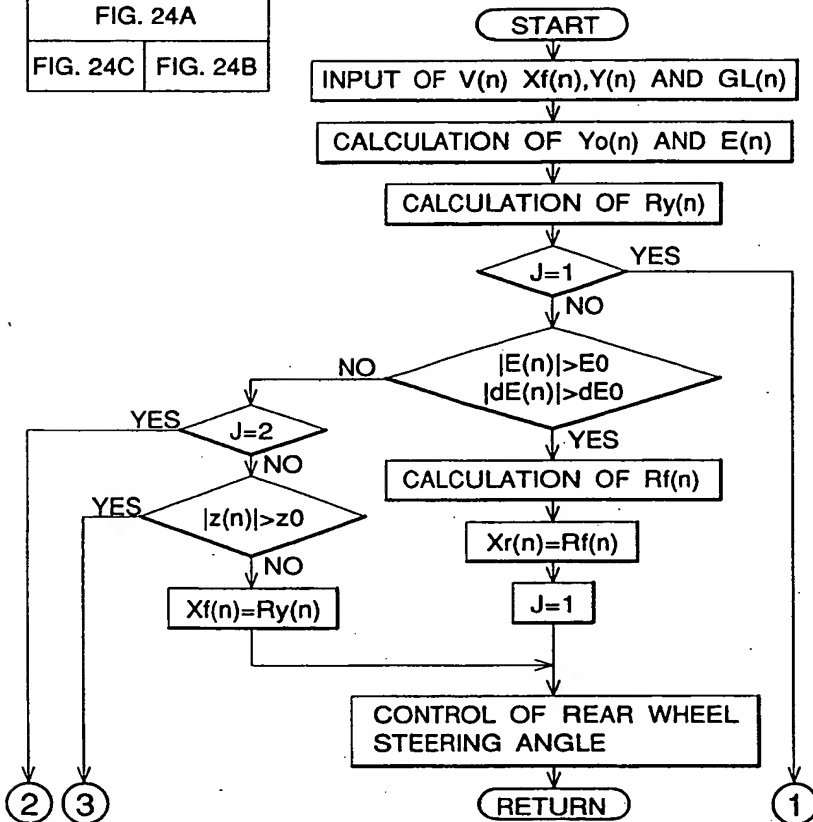 FIG. 24A
FIG. 24C FIG. 24B
START
INPUT OF V(n) Xf(n),Y(n) AND GL(n)
CALCULATION OF Yo(n) AND E(n)
CALCULATION OF Ry(n)
J=1
YES
NO
|E(n)|>E0
|dE(n)|>dE0
NO
YES
J=2
YES
NO
CALCULATION OF Rf(n)
|z(n)|>z0
YES
NO
Xr(n)=Rf(n)
Xf(n)=Ry(n)
J=1
CONTROL OF REAR WHEEL
STEERING ANGLE
RETURN
2 3 1